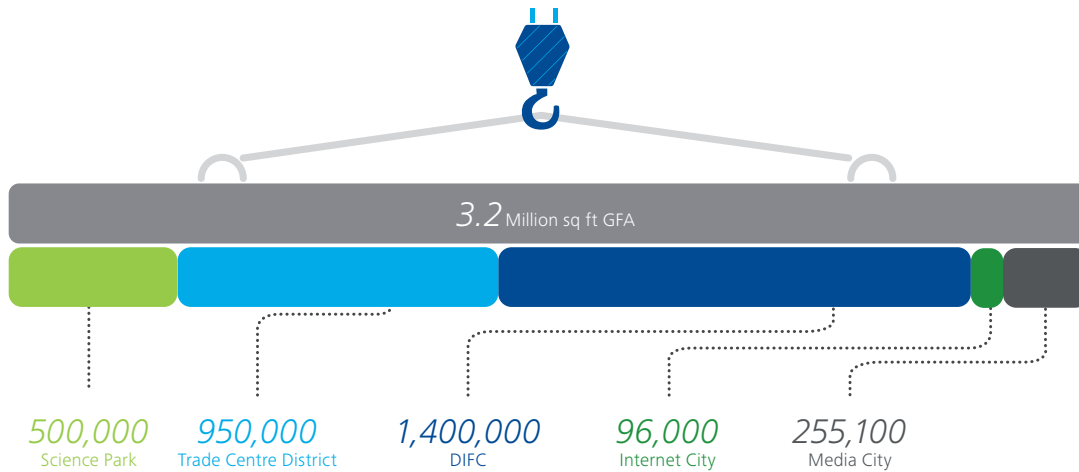 3.2 Million sq ft GFA
500,000
Science Park
950,000
Trade Centre District
1,400,000
DIFC
96,000
Internet City
255,100
Media City